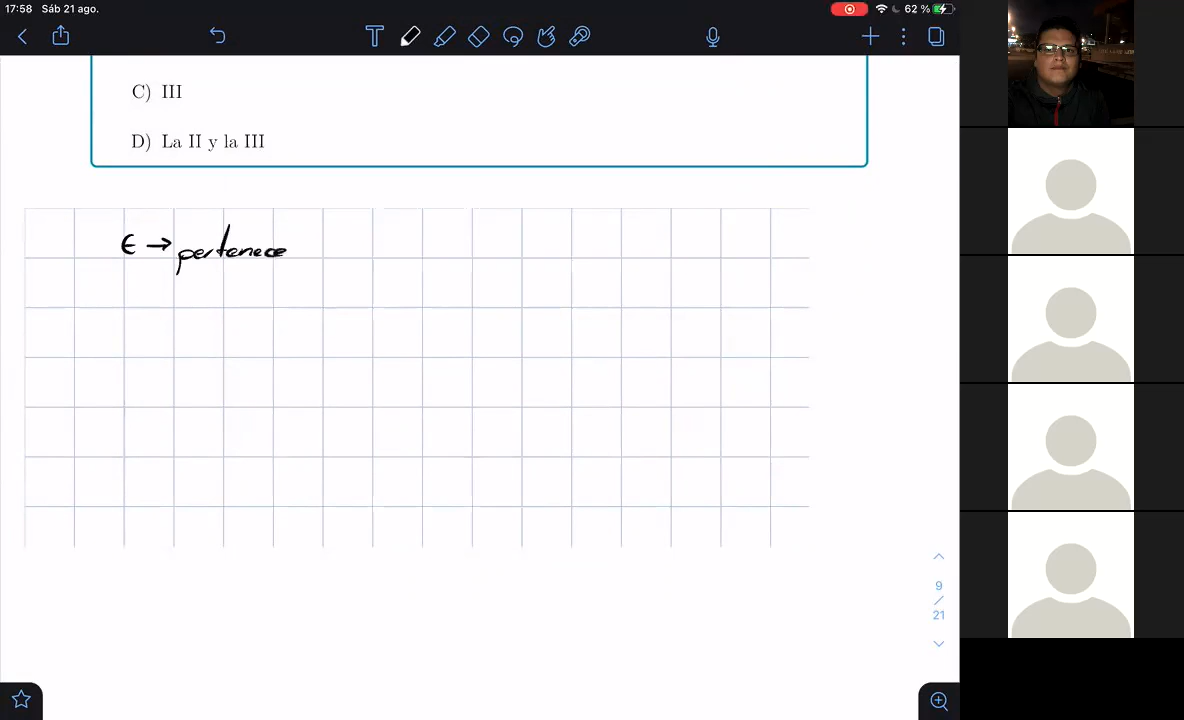 17:58 Sáb 21 ago.
62 %
C) III
D) La II y la III
∈ → pertenece
9
/
21